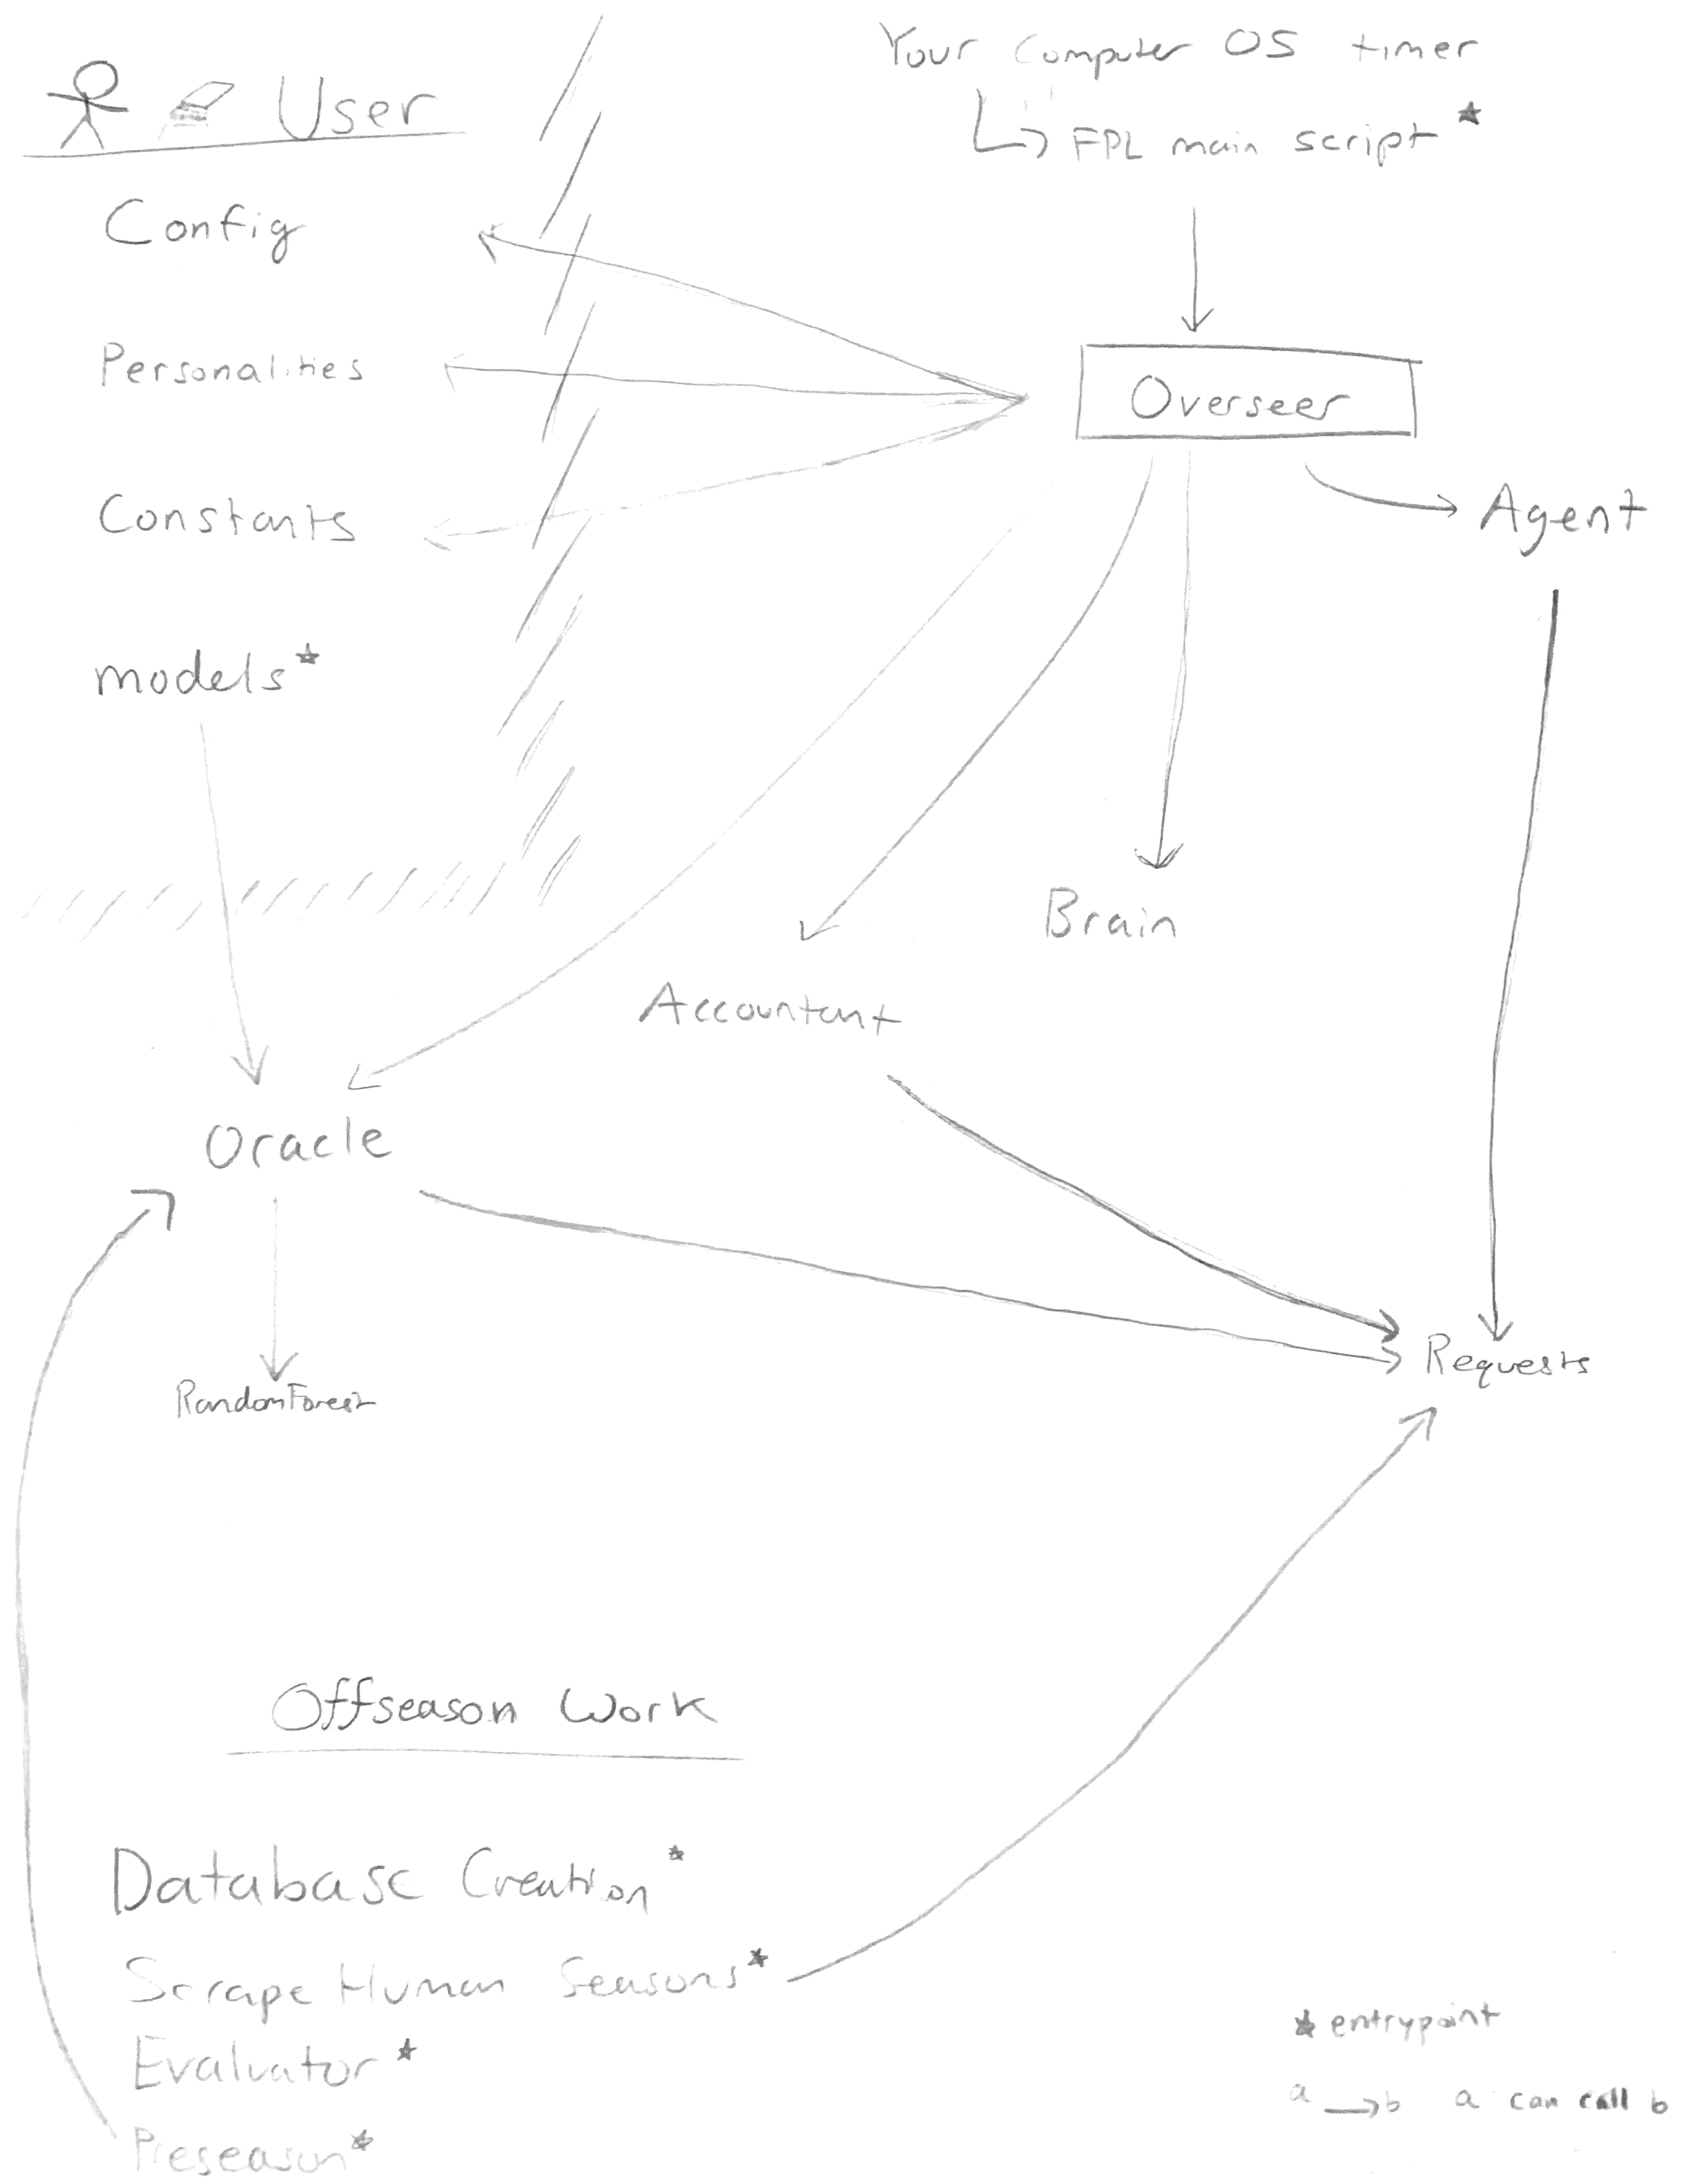 User
Your Computer OS timer
FPL main script*
Config
Personalities
Overseer
Constants
Agent
models*
Brain
Accountant
Oracle
Requests
RandomForest
Offseason Work
Database Creation*
Scrape Human Seasons*
Evaluator*
Preseason*
* entrypoint
a → b a can call b